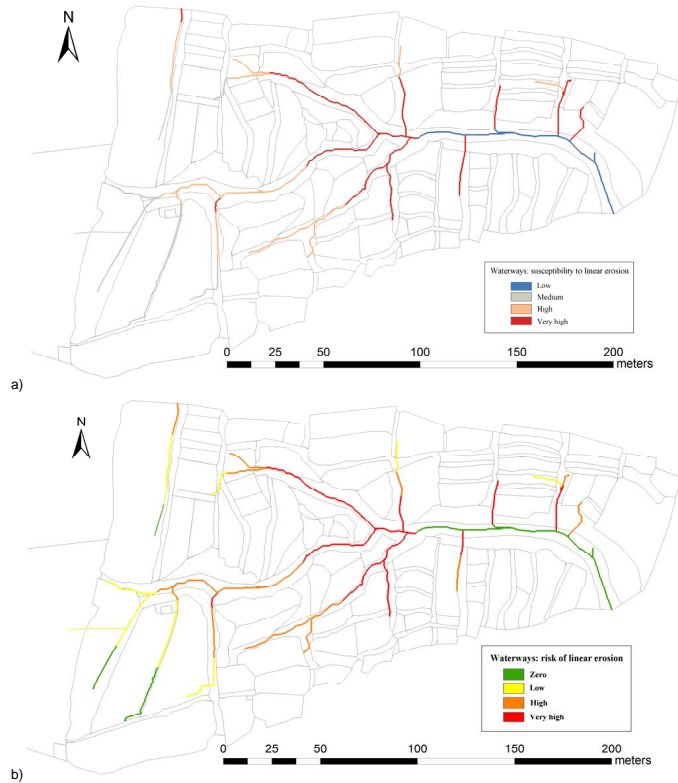 N
Waterways: susceptibility to linear erosion
Low
Medium
High
Very high
0 25 50 100 150 200
meters
a)
N
Waterways: risk of linear erosion
Zero
Low
High
Very high
0 25 50 100 150 200
meters
b)